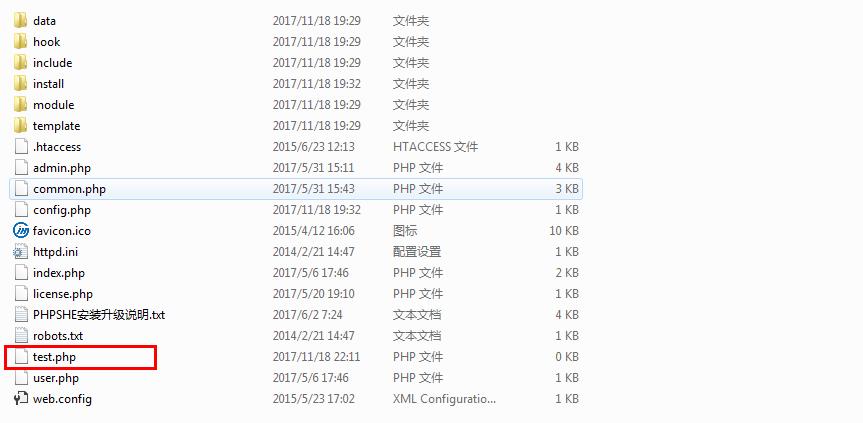 data 2017/11/18 19:29 文件夹
hook 2017/11/18 19:29 文件夹
include 2017/11/18 19:29 文件夹
install 2017/11/18 19:32 文件夹
module 2017/11/18 19:29 文件夹
template 2017/11/18 19:29 文件夹
.htaccess 2015/6/23 12:13 HTACCESS 文件 1 KB
admin.php 2017/5/31 15:11 PHP 文件 4 KB
common.php 2017/5/31 15:43 PHP 文件 3 KB
config.php 2017/11/18 19:32 PHP 文件 1 KB
favicon.ico 2015/4/12 16:06 图标 10 KB
httpd.ini 2014/2/21 14:47 配置设置 1 KB
index.php 2017/5/6 17:46 PHP 文件 2 KB
license.php 2017/5/20 19:10 PHP 文件 1 KB
PHPSHE安装升级说明.txt 2017/6/2 7:24 文本文档 4 KB
robots.txt 2014/2/21 14:47 文本文档 1 KB
test.php 2017/11/18 22:11 PHP 文件 0 KB
user.php 2017/5/6 17:46 PHP 文件 1 KB
web.config 2015/5/23 17:02 XML Configuratio... 1 KB